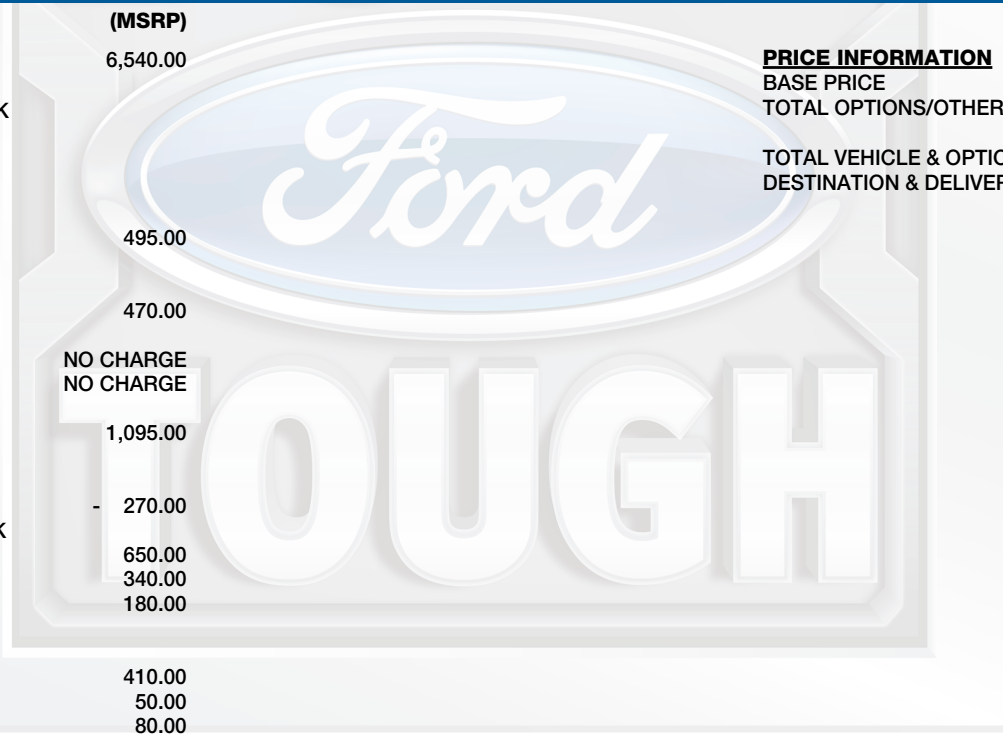 (MSRP)
6,540.00
K
495.00
470.00
NO CHARGE
NO CHARGE
1,095.00
- 270.00
K
650.00
340.00
180.00
410.00
50.00
80.00
PRICE INFORMATION
BASE PRICE
TOTAL OPTIONS/OTHER
TOTAL VEHICLE & OPTIO
DESTINATION & DELIVER
Ford
TOUGH